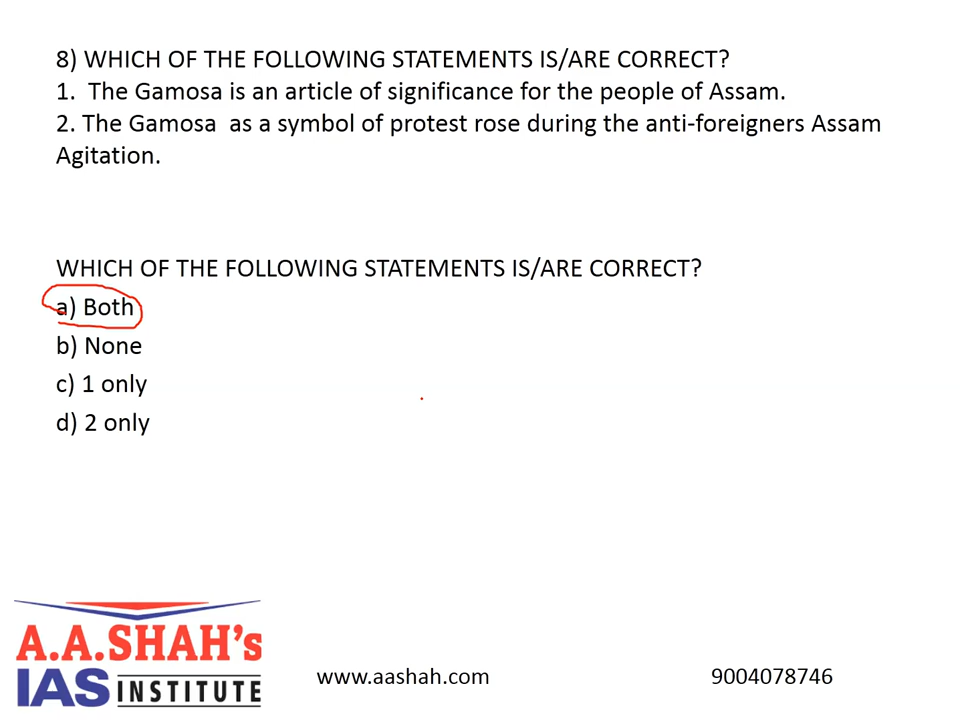 8) WHICH OF THE FOLLOWING STATEMENTS IS/ARE CORRECT?
1. The Gamosa is an article of significance for the people of Assam.
2. The Gamosa as a symbol of protest rose during the anti-foreigners Assam
Agitation.
WHICH OF THE FOLLOWING STATEMENTS IS/ARE CORRECT?
a) Both
b) None
c) 1 only
d) 2 only
A.A.SHAH's
IAS INSTITUTE
www.aashah.com
9004078746